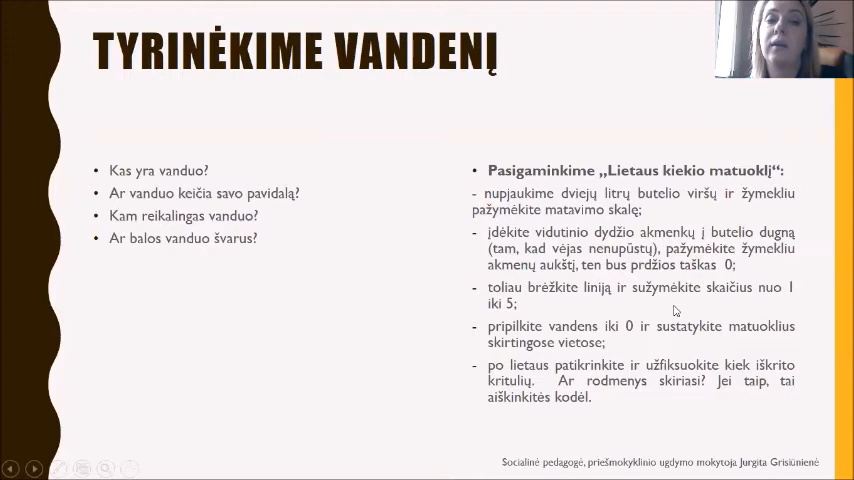 TYRINĖKIME VANDENĮ
• Kas yra vanduo?
• Ar vanduo keičia savo pavidalą?
• Kam reikalingas vanduo?
• Ar balos vanduo švarus?
• Pasigaminkime „Lietaus kiekio matuoklį“:
- nupjaukime dviejų litrų butelio viršų ir žymekliu
pažymėkite matavimo skalę;
- įdėkite vidutinio dydžio akmenkų į butelio dugną
(tam, kad vėjas nenupūstų), pažymėkite žymekliu
akmenų aukštį, ten bus prdžios taškas 0;
- toliau brėžkite liniją ir sužymėkite skaičius nuo 1
iki 5;
- pripilkite vandens iki 0 ir sustatykite matuoklius
skirtingose vietose;
- po lietaus patikrinkite ir užfiksuokite kiek iškrito
kritulių. Ar rodmenys skiriasi? Jei taip, tai
aiškinkitės kodėl.
Socialinė pedagogė, priešmokyklinio ugdymo mokytoja Jurgita Grisiūnienė